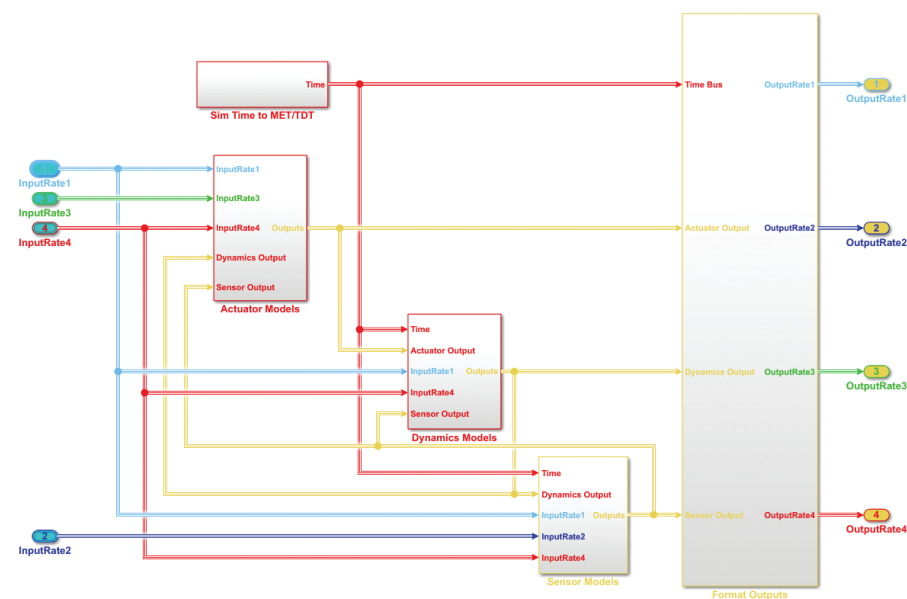 Time
Sim Time to MET/TDT
1
InputRate1
3
InputRate3
4
InputRate4
2
InputRate2
InputRate1
InputRate3
InputRate4
Outputs
Dynamics Output
Sensor Output
Actuator Models
Time
Actuator Output
InputRate1
Outputs
InputRate4
Sensor Output
Dynamics Models
Time
Dynamics Output
InputRate1
Outputs
InputRate2
InputRate4
Sensor Models
Time Bus
OutputRate1
Actuator Output
OutputRate2
Dynamics Output
OutputRate3
Sensor Output
OutputRate4
Format Outputs
1
OutputRate1
2
OutputRate2
3
OutputRate3
4
OutputRate4